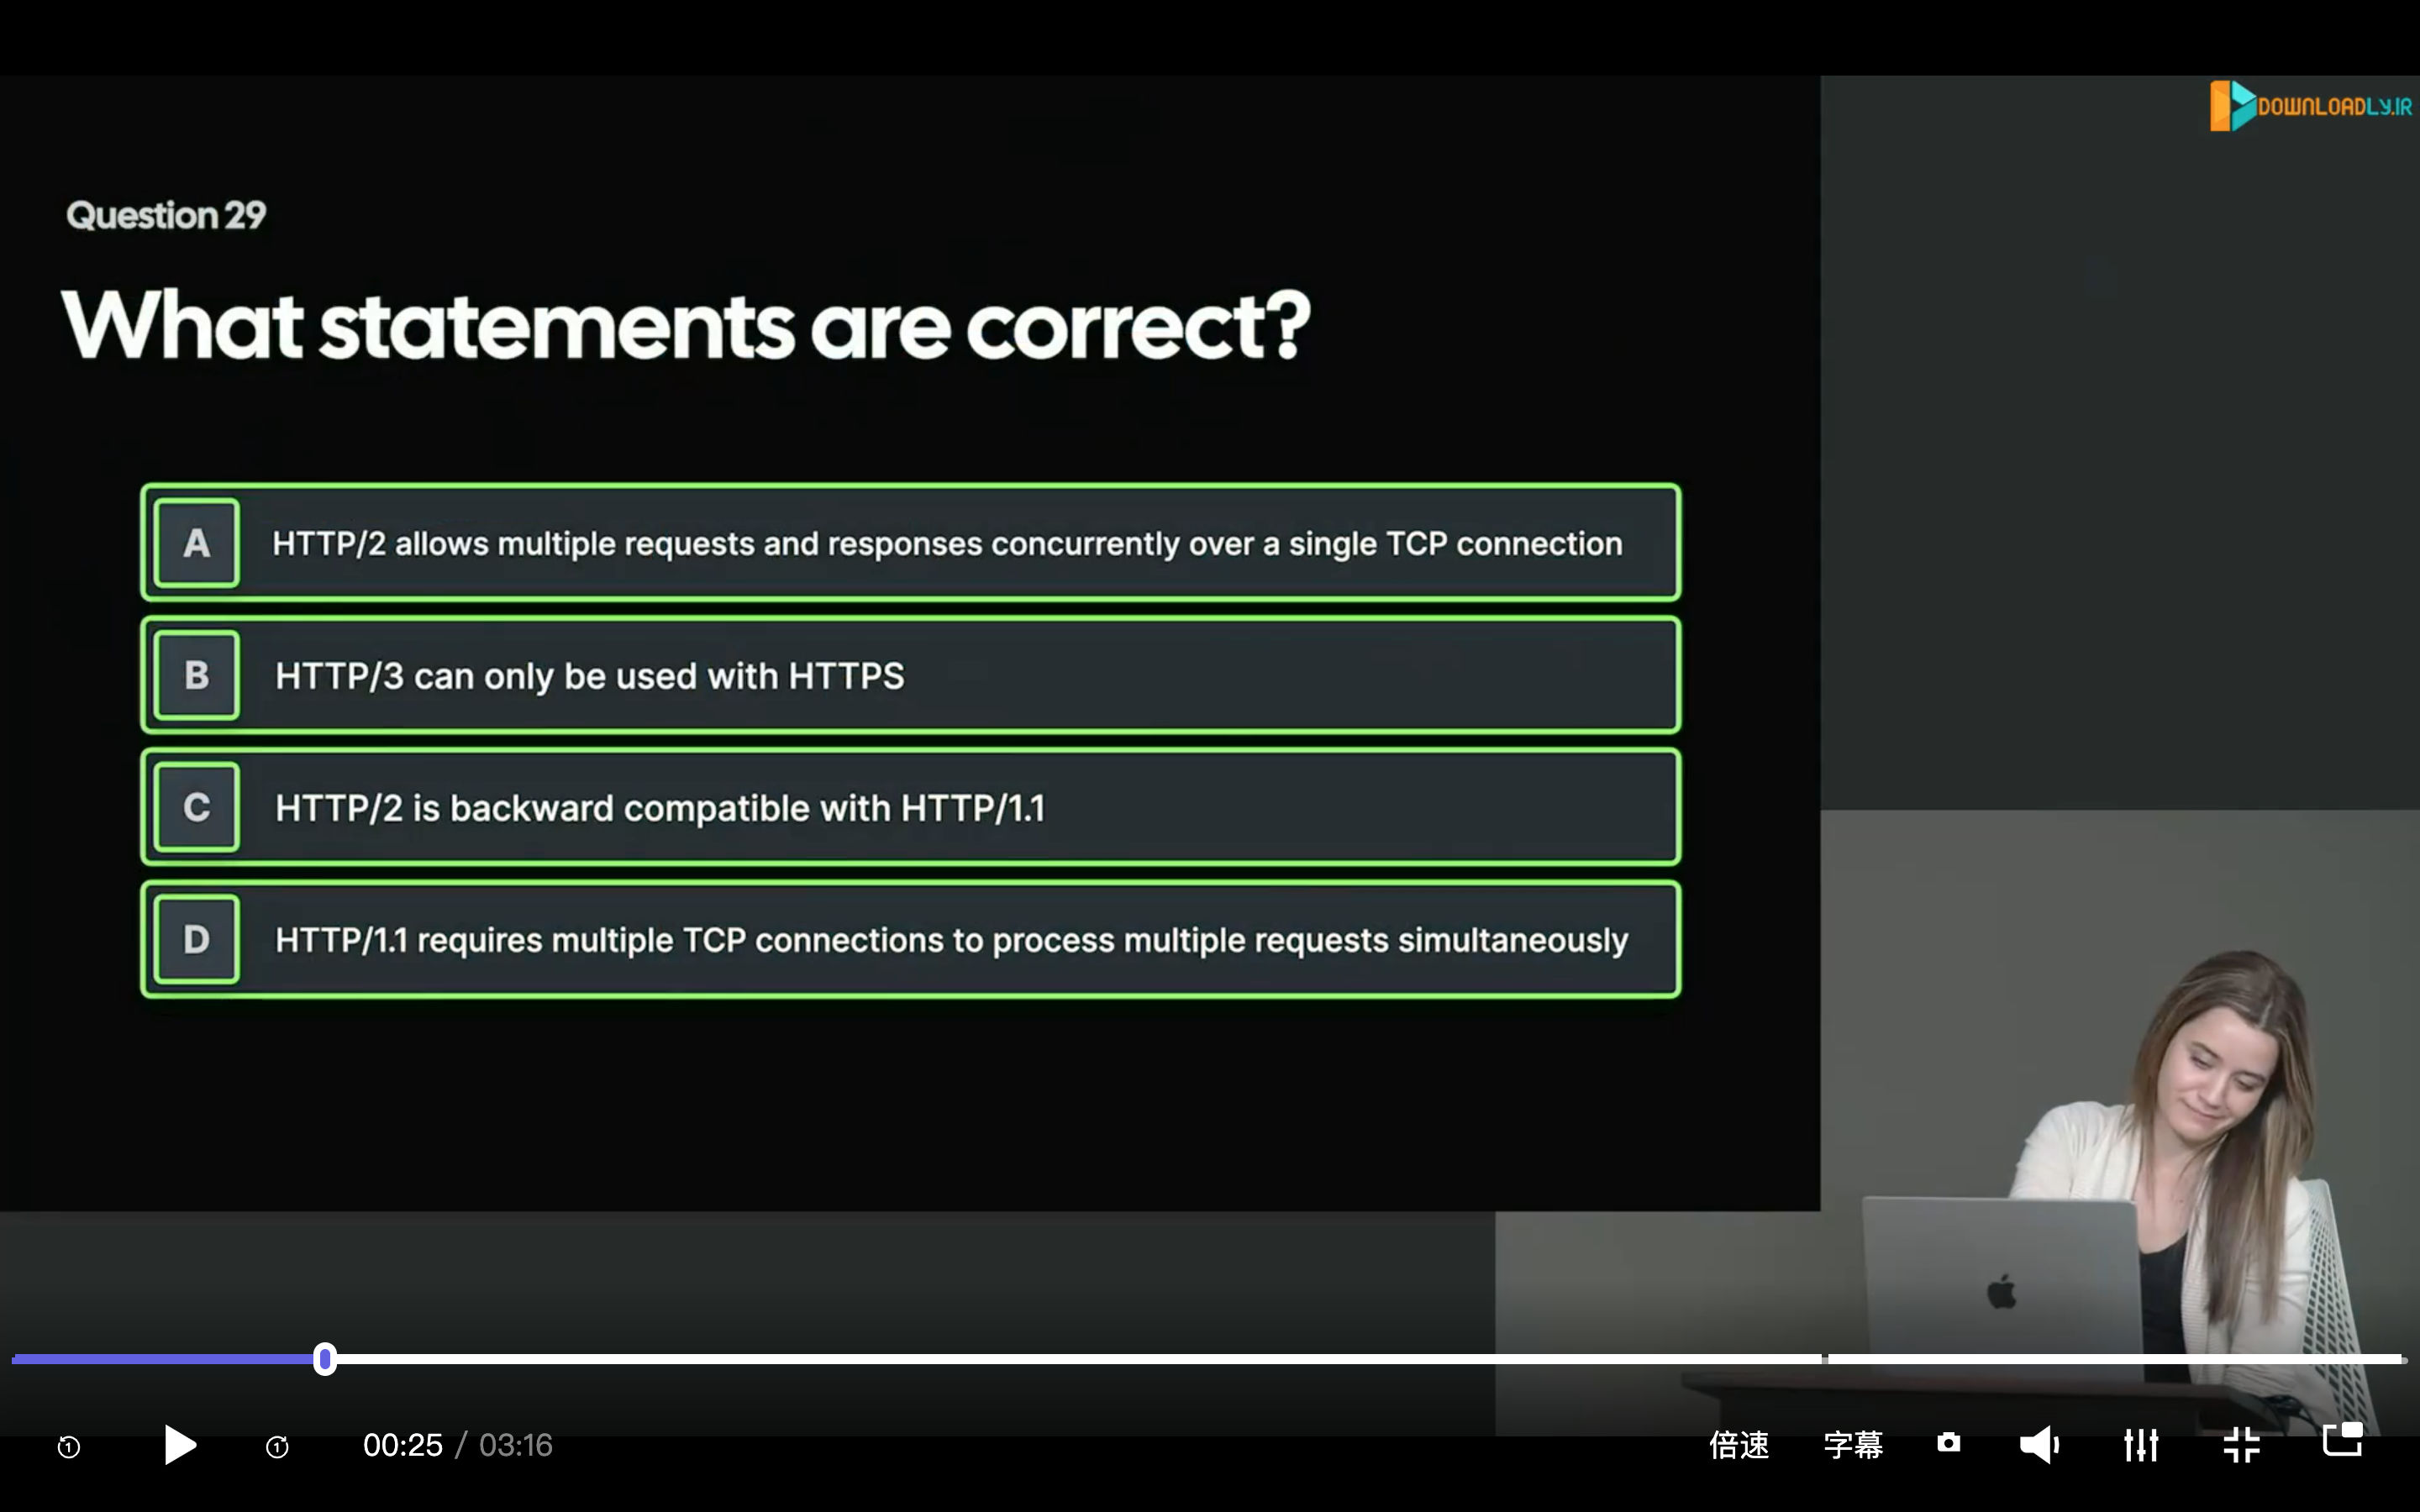 DOWNLOADLY.IR
Question 29
What statements are correct?
A HTTP/2 allows multiple requests and responses concurrently over a single TCP connection
B HTTP/3 can only be used with HTTPS
C HTTP/2 is backward compatible with HTTP/1.1
D HTTP/1.1 requires multiple TCP connections to process multiple requests simultaneously
1 1 00:25 / 03:16 倍速 字幕